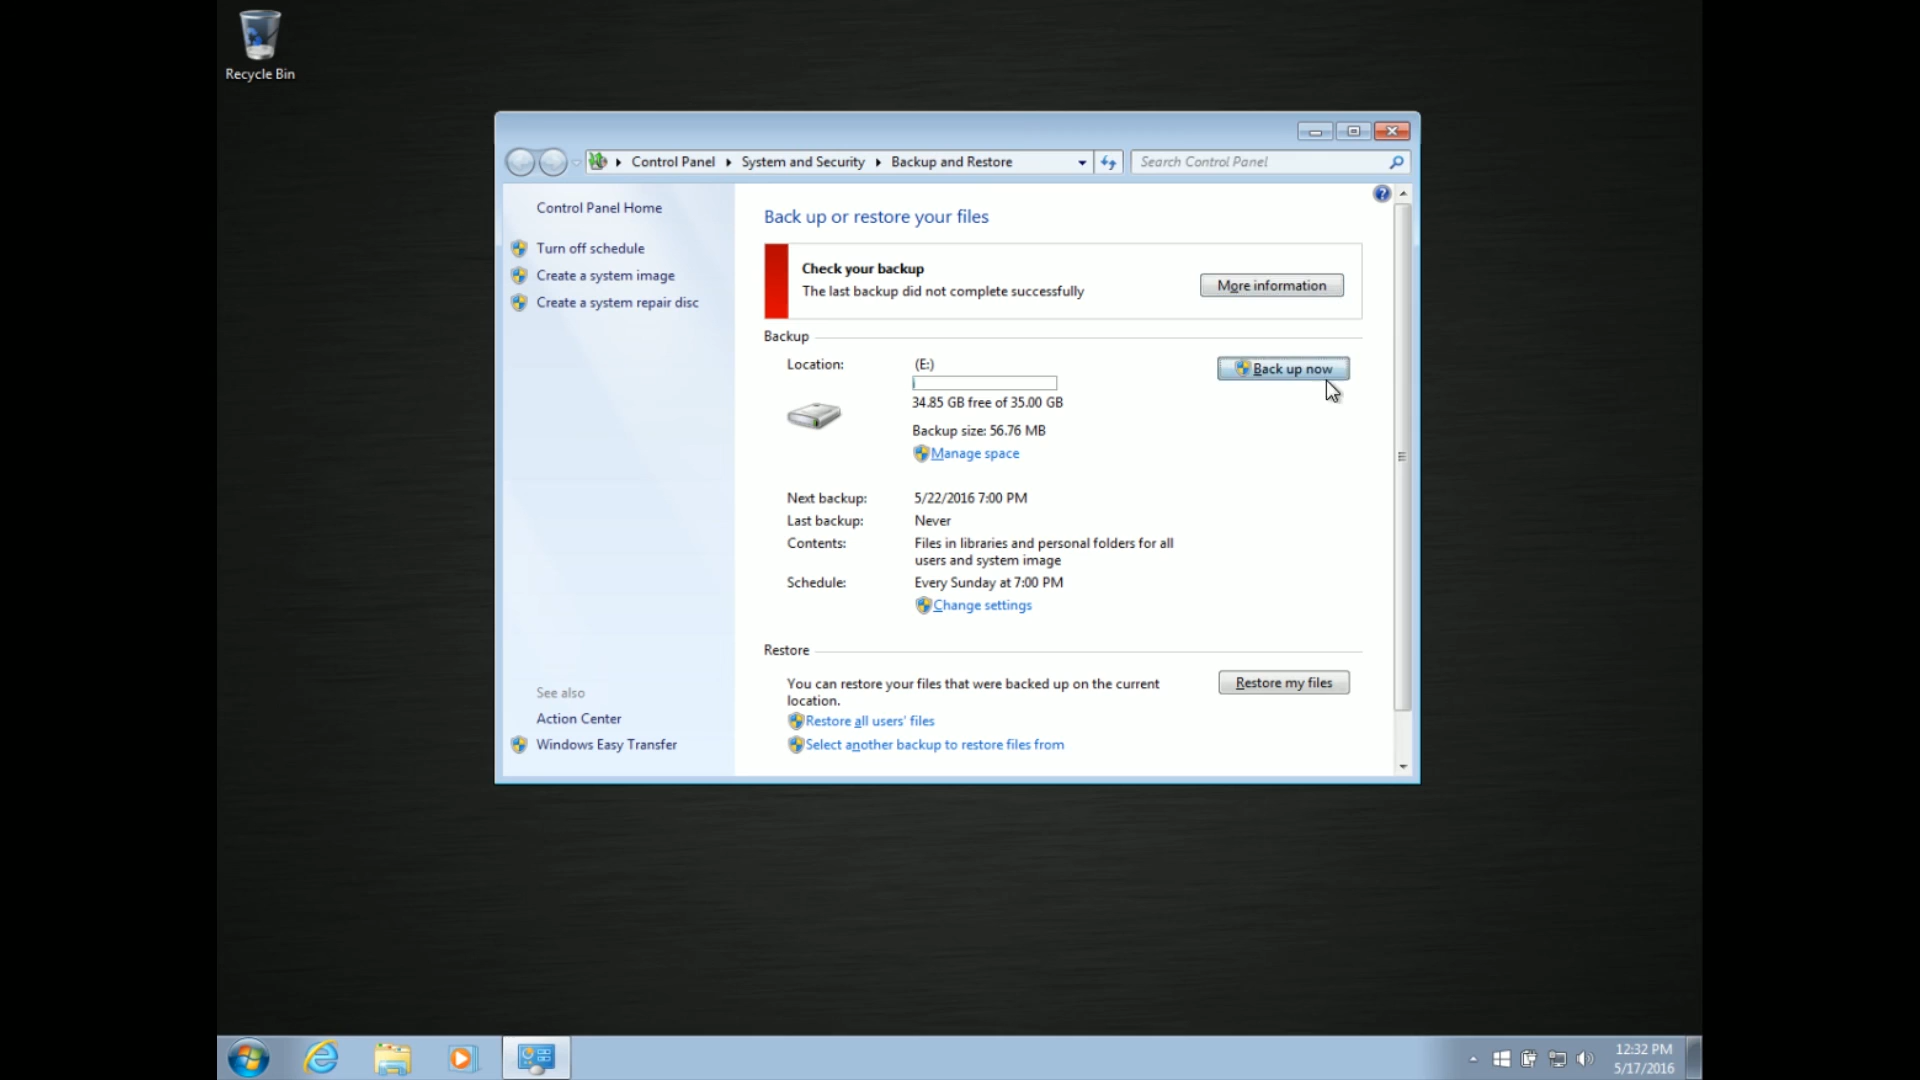 Recycle Bin
Control Panel
System and Security
Backup and Restore
Search Control Panel
Control Panel Home
Turn off schedule
Create a system image
Create a system repair disc
See also
Action Center
Windows Easy Transfer
Back up or restore your files
Check your backup
The last backup did not complete successfully
More information
Backup
Location:
(E:)
Back up now
34.85 GB free of 35.00 GB
Backup size: 56.76 MB
Manage space
Next backup:
5/22/2016 7:00 PM
Last backup:
Never
Contents:
Files in libraries and personal folders for all
users and system image
Schedule:
Every Sunday at 7:00 PM
Change settings
Restore
You can restore your files that were backed up on the current
location.
Restore my files
Restore all users' files
Select another backup to restore files from
12:32 PM
5/17/2016